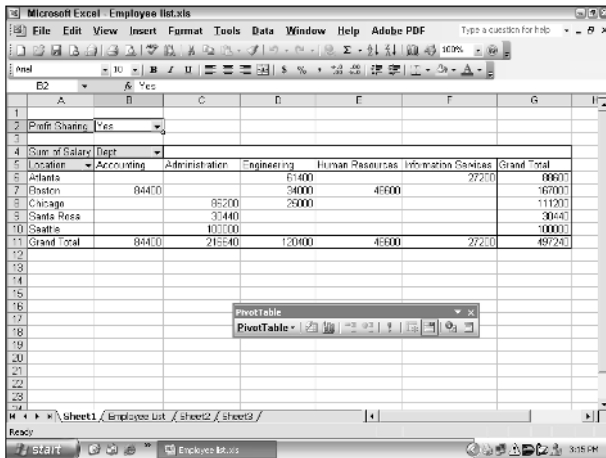 Microsoft Excel - Employee list.xls
File Edit View Insert Format Tools Data Window Help Adobe PDF Type a question for help
100%
Arial 10 B I U $ % ,
B2 fx Yes
A B C D E F G H
1
2 Profit Sharing Yes
3
4 Sum of Salary Dept
5 Location Accounting Administration Engineering Human Resources Information Services Grand Total
6 Atlanta 61400 27200 88600
7 Boston 84400 34000 48600 167000
8 Chicago 86200 25000 111200
9 Santa Rosa 30440 30440
10 Seattle 100000 100000
11 Grand Total 84400 216640 120400 48600 27200 497240
12
13
14
15
16
PivotTable
17
PivotTable
18
19
20
21
22
23
24
Sheet1 / Employee List / Sheet2 / Sheet3 /
Ready
start Employee list.xls 3:15 PM